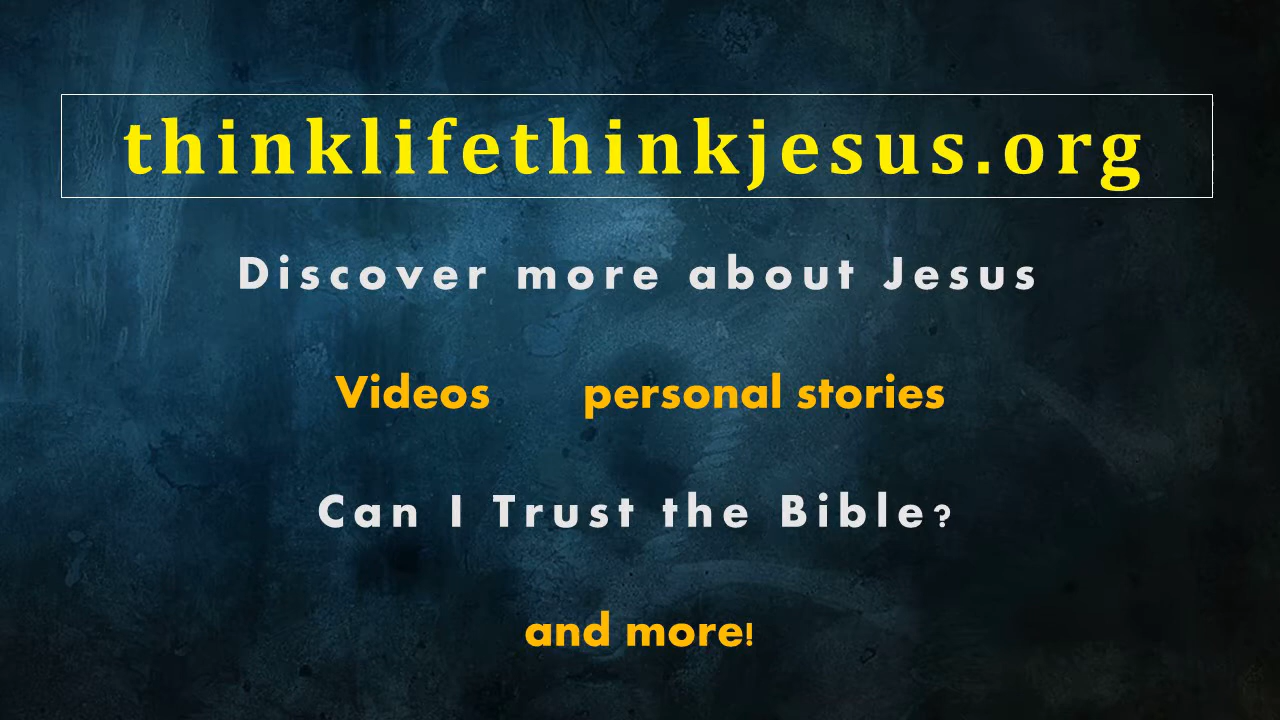 thinklifethinkjesus.org
Discover more about Jesus
Videos personal stories
Can I Trust the Bible?
and more!